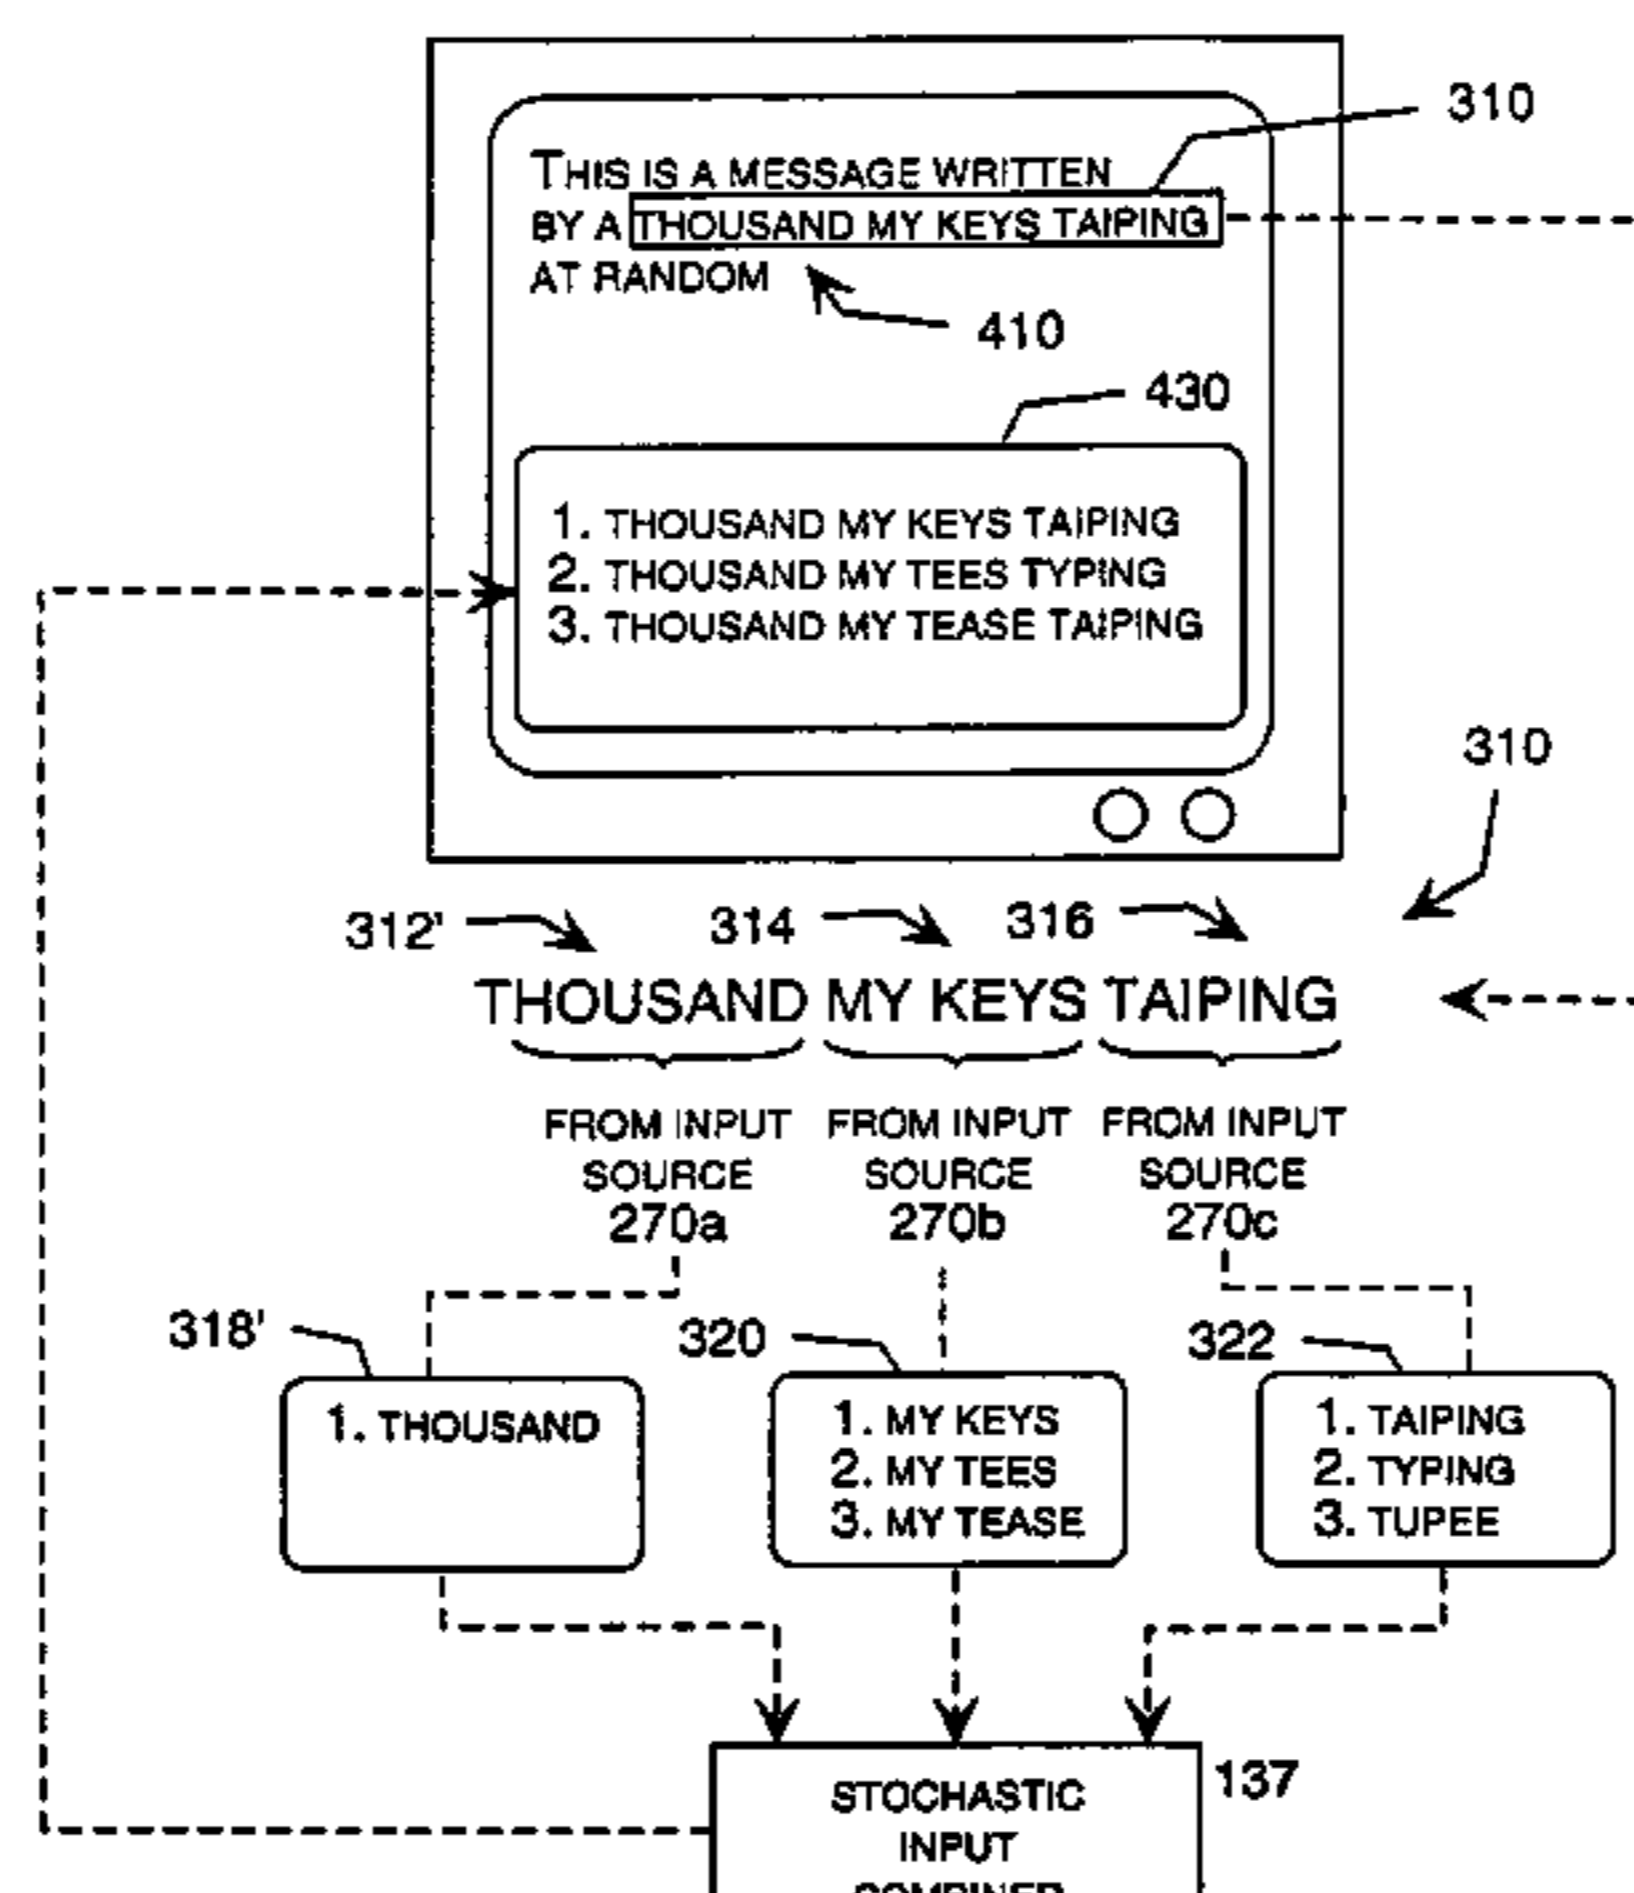 310
THIS IS A MESSAGE WRITTEN
BY A THOUSAND MY KEYS TAIPING
AT RANDOM
410
430
1. THOUSAND MY KEYS TAIPING
2. THOUSAND MY TEES TYPING
3. THOUSAND MY TEASE TAIPING
310
312' 314 316
THOUSAND MY KEYS TAIPING
FROM INPUT FROM INPUT FROM INPUT
SOURCE SOURCE SOURCE
270a 270b 270c
318' 320 322
1. THOUSAND
1. MY KEYS
2. MY TEES
3. MY TEASE
1. TAIPING
2. TYPING
3. TUPEE
137
STOCHASTIC
INPUT
COMBINER